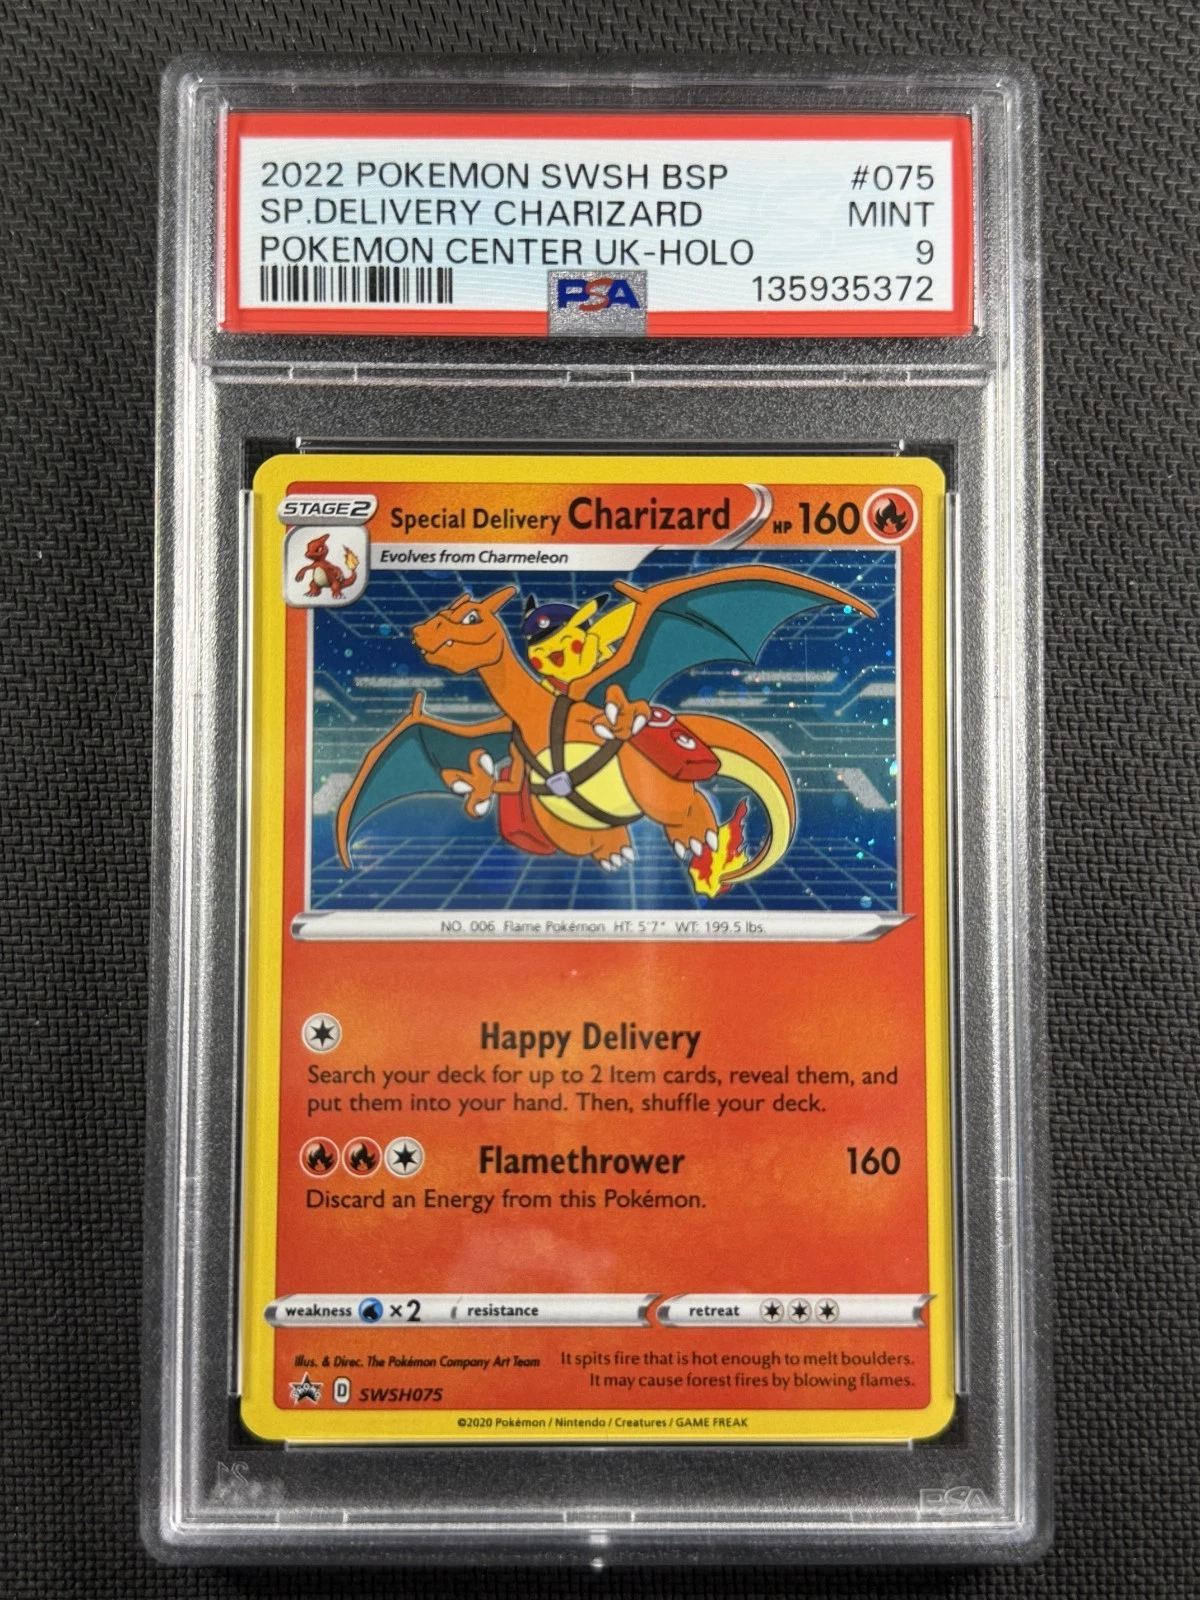 2022 POKEMON SWSH BSP #075
SP.DELIVERY CHARIZARD MINT
POKEMON CENTER UK-HOLO 9
PSA 135935372
STAGE 2 Special Delivery Charizard HP 160
Evolves from Charmeleon
NO. 006 Flame Pokémon HT: 5'7" WT: 199.5 lbs.
Happy Delivery
Search your deck for up to 2 Item cards, reveal them, and
put them into your hand. Then, shuffle your deck.
Flamethrower 160
Discard an Energy from this Pokémon.
weakness ×2 resistance retreat
Illus. & Direc. The Pokémon Company Art Team
It spits fire that is hot enough to melt boulders.
It may cause forest fires by blowing flames.
PROMO D SWSH075
©2020 Pokémon / Nintendo / Creatures / GAME FREAK
PSA